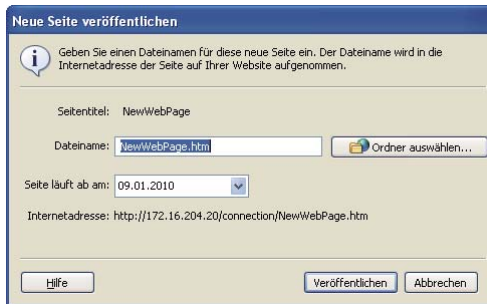 Neue Seite veröffentlichen
Geben Sie einen Dateinamen für diese neue Seite ein. Der Dateiname wird in die
Internetadresse der Seite auf Ihrer Website aufgenommen.
Seitentitel: NewWebPage
Dateiname: NewWebPage.htm Ordner auswählen...
Seite läuft ab am: 09.01.2010
Internetadresse: http://172.16.204.20/connection/NewWebPage.htm
Hilfe Veröffentlichen Abbrechen